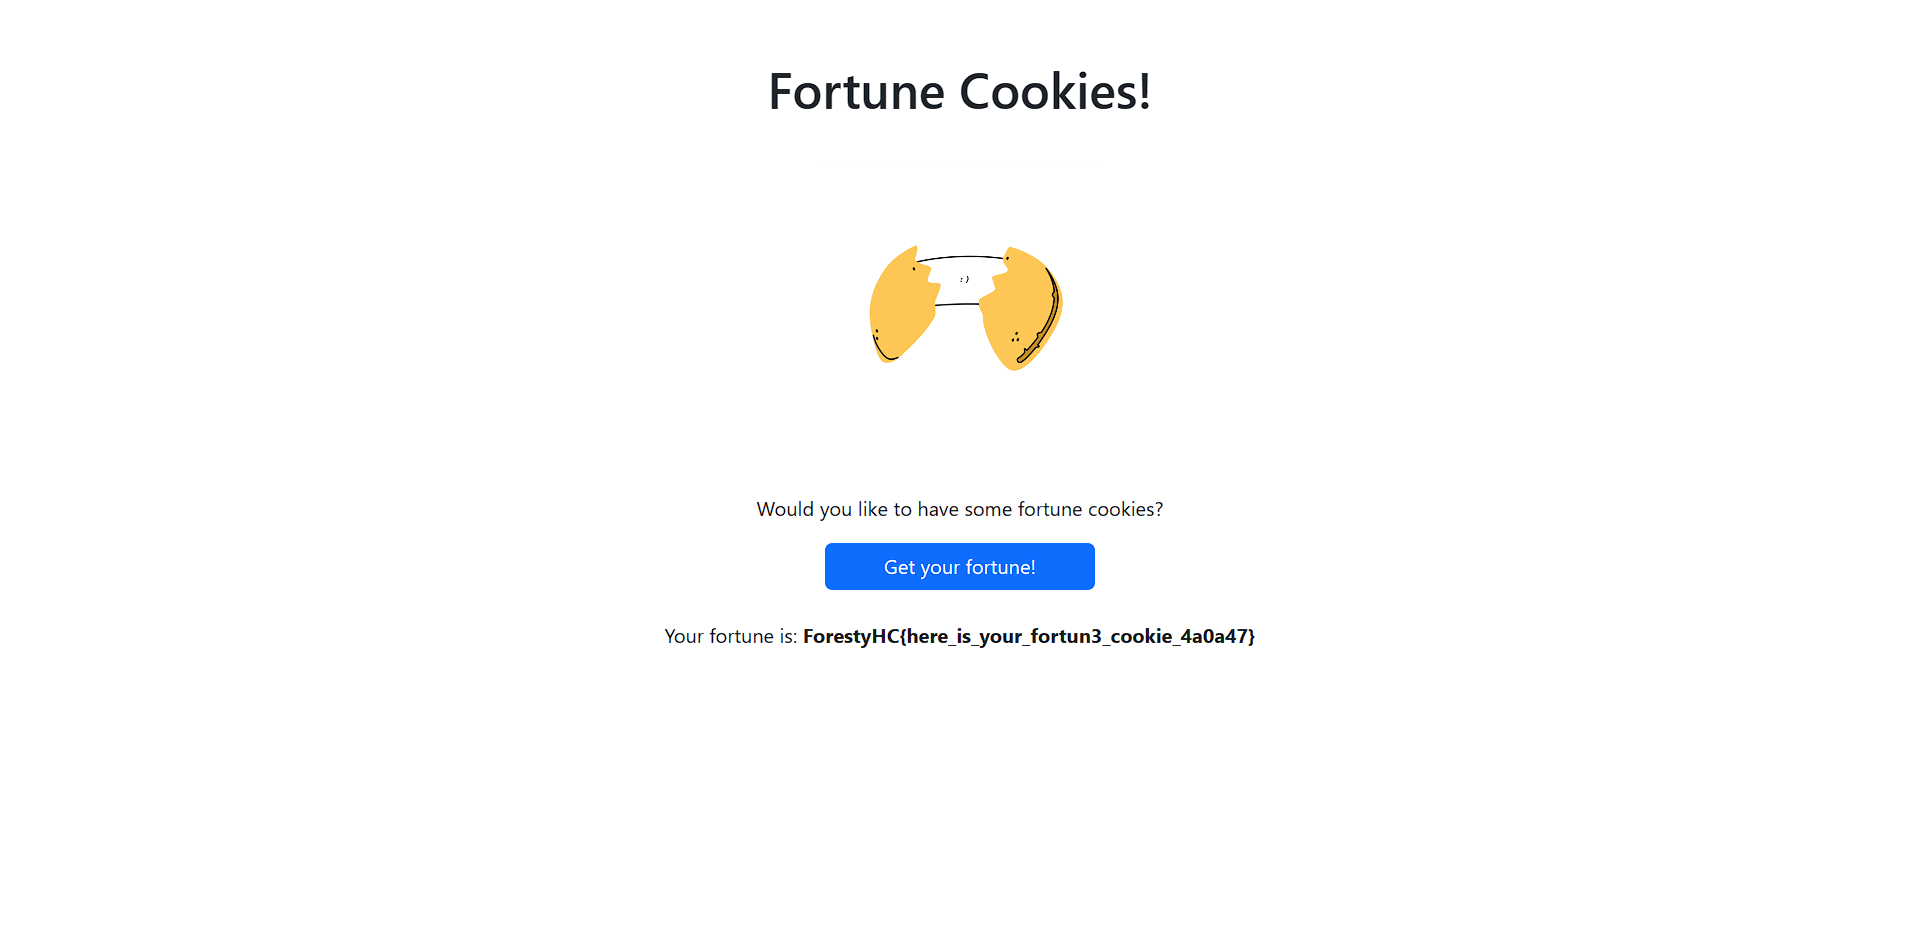 Fortune Cookies!
:)
Would you like to have some fortune cookies?
Get your fortune!
Your fortune is: ForestyHC{here_is_your_fortun3_cookie_4a0a47}